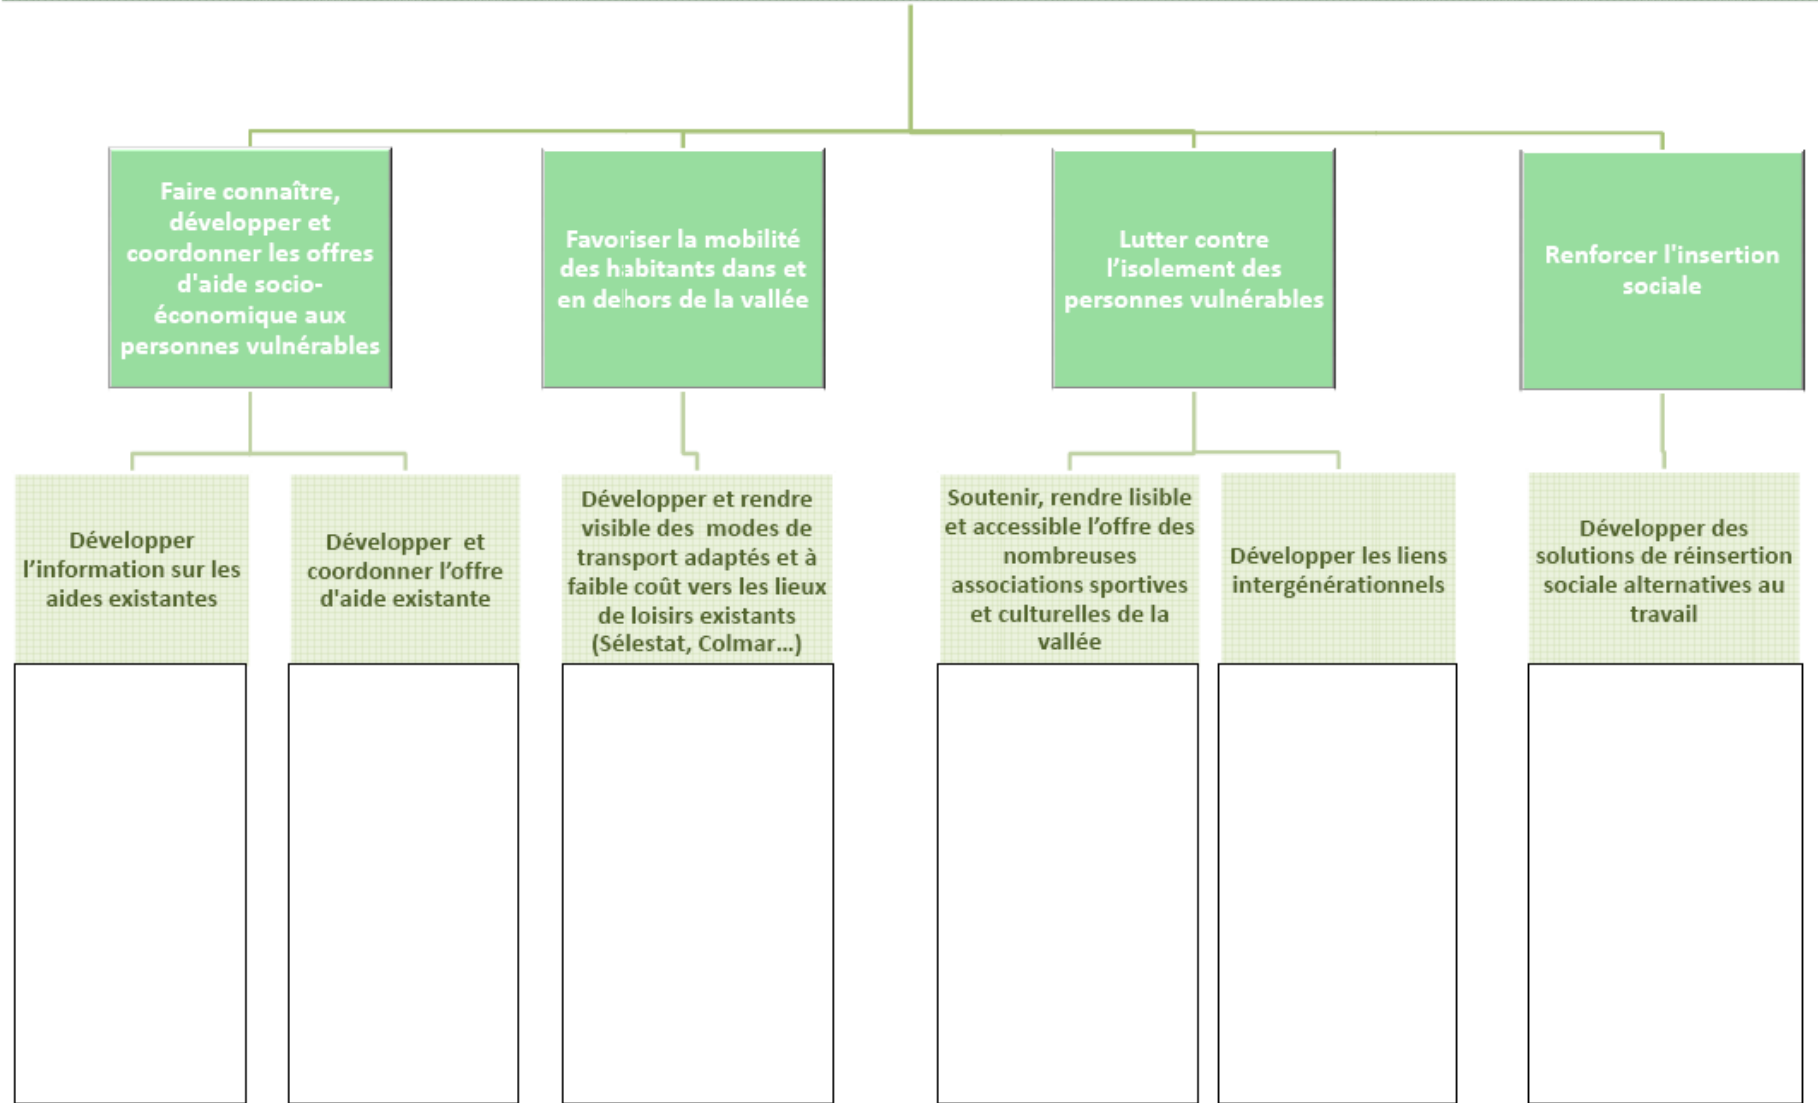 Faire connaître,
développer et
coordonner les offres
d'aide socio-
économique aux
personnes vulnérables
Favoriser la mobilité
des habitants dans et
en dehors de la vallée
Lutter contre
l’isolement des
personnes vulnérables
Renforcer l'insertion
sociale
Développer
l’information sur les
aides existantes
Développer et
coordonner l’offre
d'aide existante
Développer et rendre
visible des modes de
transport adaptés et à
faible coût vers les lieux
de loisirs existants
(Sélestat, Colmar...)
Soutenir, rendre lisible
et accessible l’offre des
nombreuses
associations sportives
et culturelles de la
vallée
Développer les liens
intergénérationnels
Développer des
solutions de réinsertion
sociale alternatives au
travail